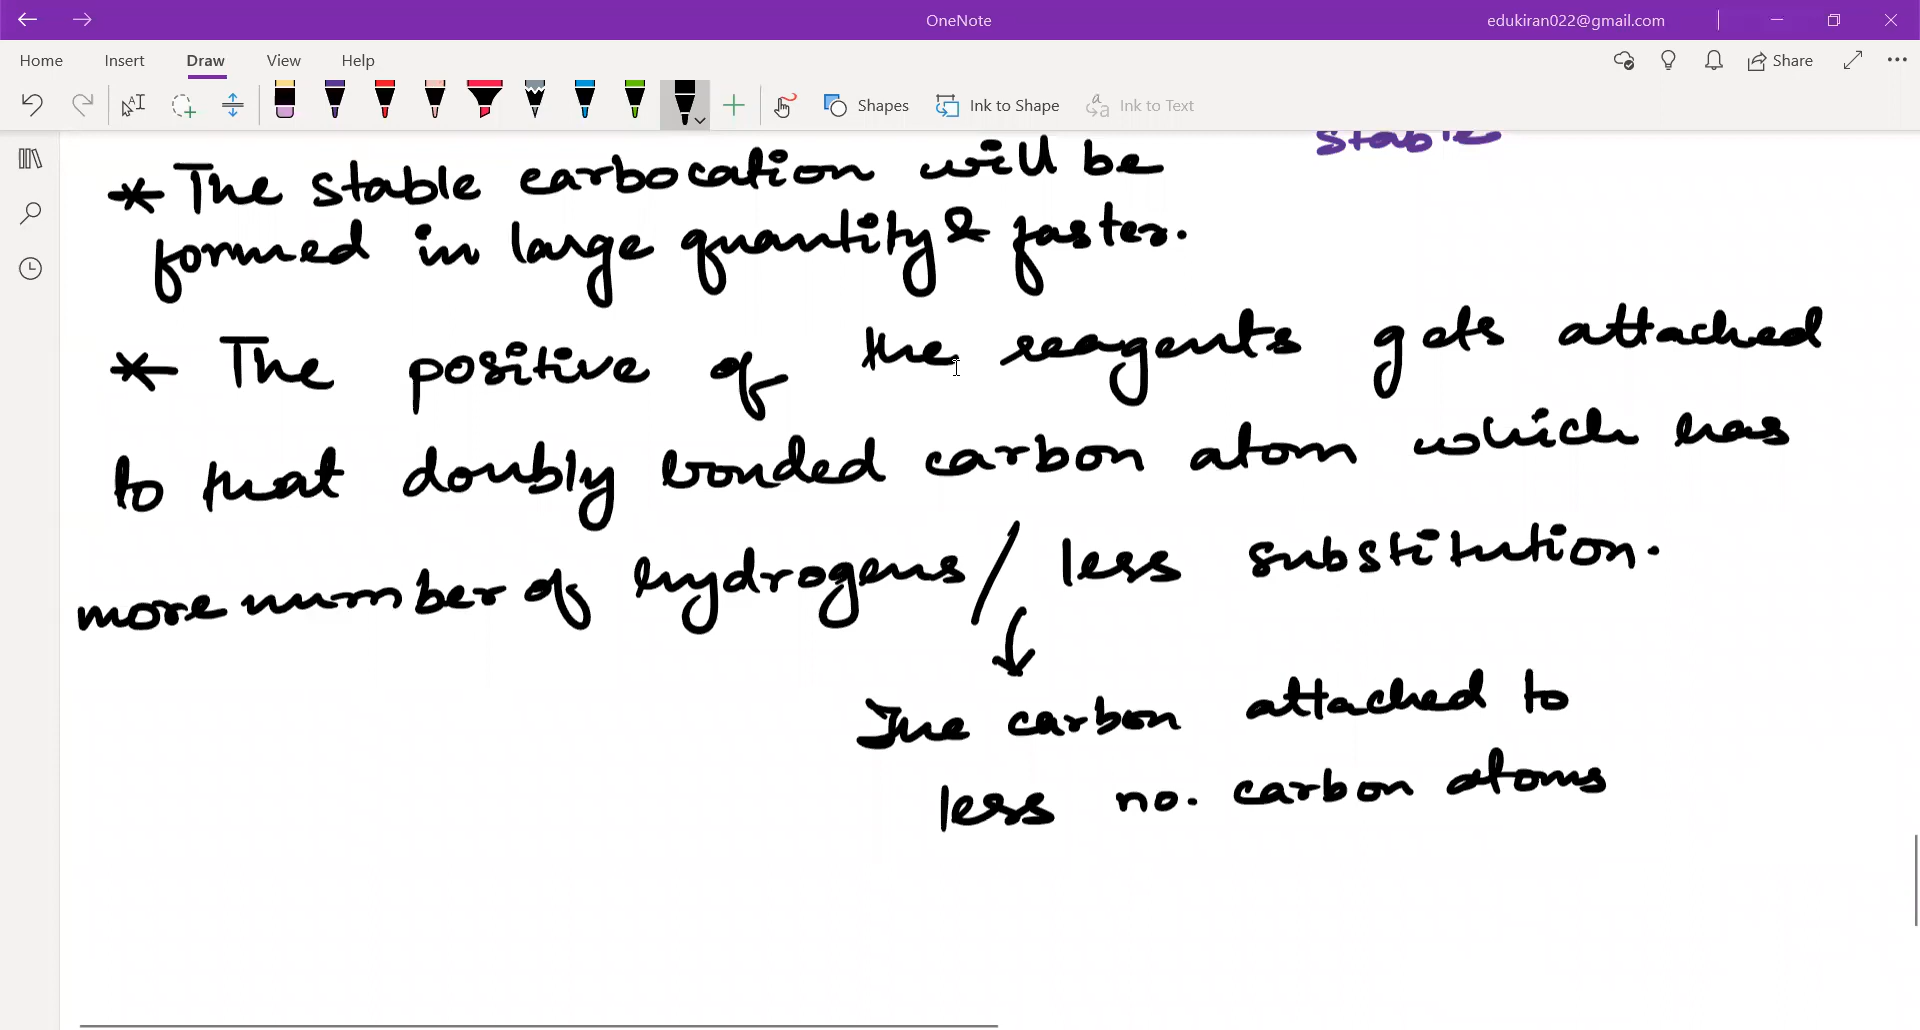 OneNote
edukiran022@gmail.com
Home Insert Draw View Help
Share
Shapes Ink to Shape Ink to Text
stable
* The stable carbocation will be
formed in large quantity & faster.
* The positive of the reagents gets attached
to that doubly bonded carbon atom which has
more number of hydrogens / less substitution.
The carbon attached to
less no. carbon atoms